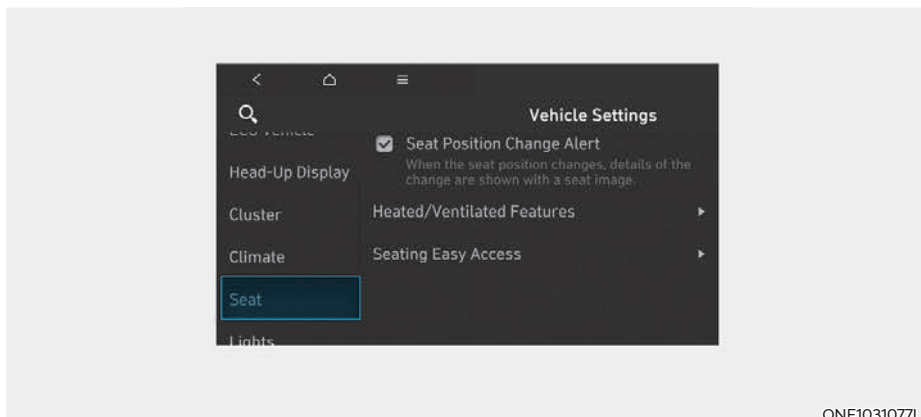 Vehicle Settings
Head-Up Display
Cluster
Climate
Seat
Lights
Seat Position Change Alert
When the seat position changes, details of the
change are shown with a seat image.
Heated/Ventilated Features
Seating Easy Access